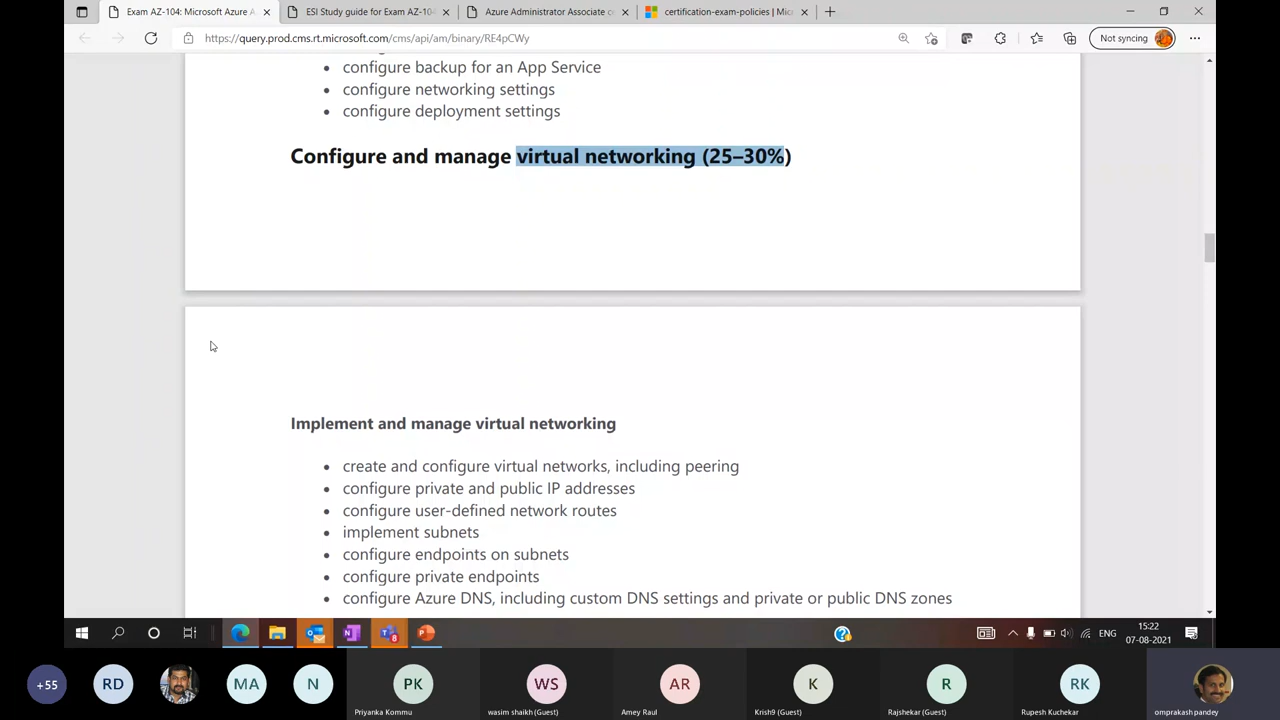 Exam AZ-104: Microsoft Azure A
ESI Study guide for Exam AZ-104
Azure Administrator Associate ce
certification-exam-policies | Mic
https://query.prod.cms.rt.microsoft.com/cms/api/am/binary/RE4pCWy
Not syncing
• configure backup for an App Service
• configure networking settings
• configure deployment settings
Configure and manage virtual networking (25–30%)
Implement and manage virtual networking
• create and configure virtual networks, including peering
• configure private and public IP addresses
• configure user-defined network routes
• implement subnets
• configure endpoints on subnets
• configure private endpoints
• configure Azure DNS, including custom DNS settings and private or public DNS zones
8
ENG
15:22
07-08-2021
+55
RD
MA
N
PK
Priyanka Kommu
WS
wasim shaikh (Guest)
AR
Amey Raul
K
Krish9 (Guest)
R
Rajshekar (Guest)
RK
Rupesh Kuchekar
omprakash pandey